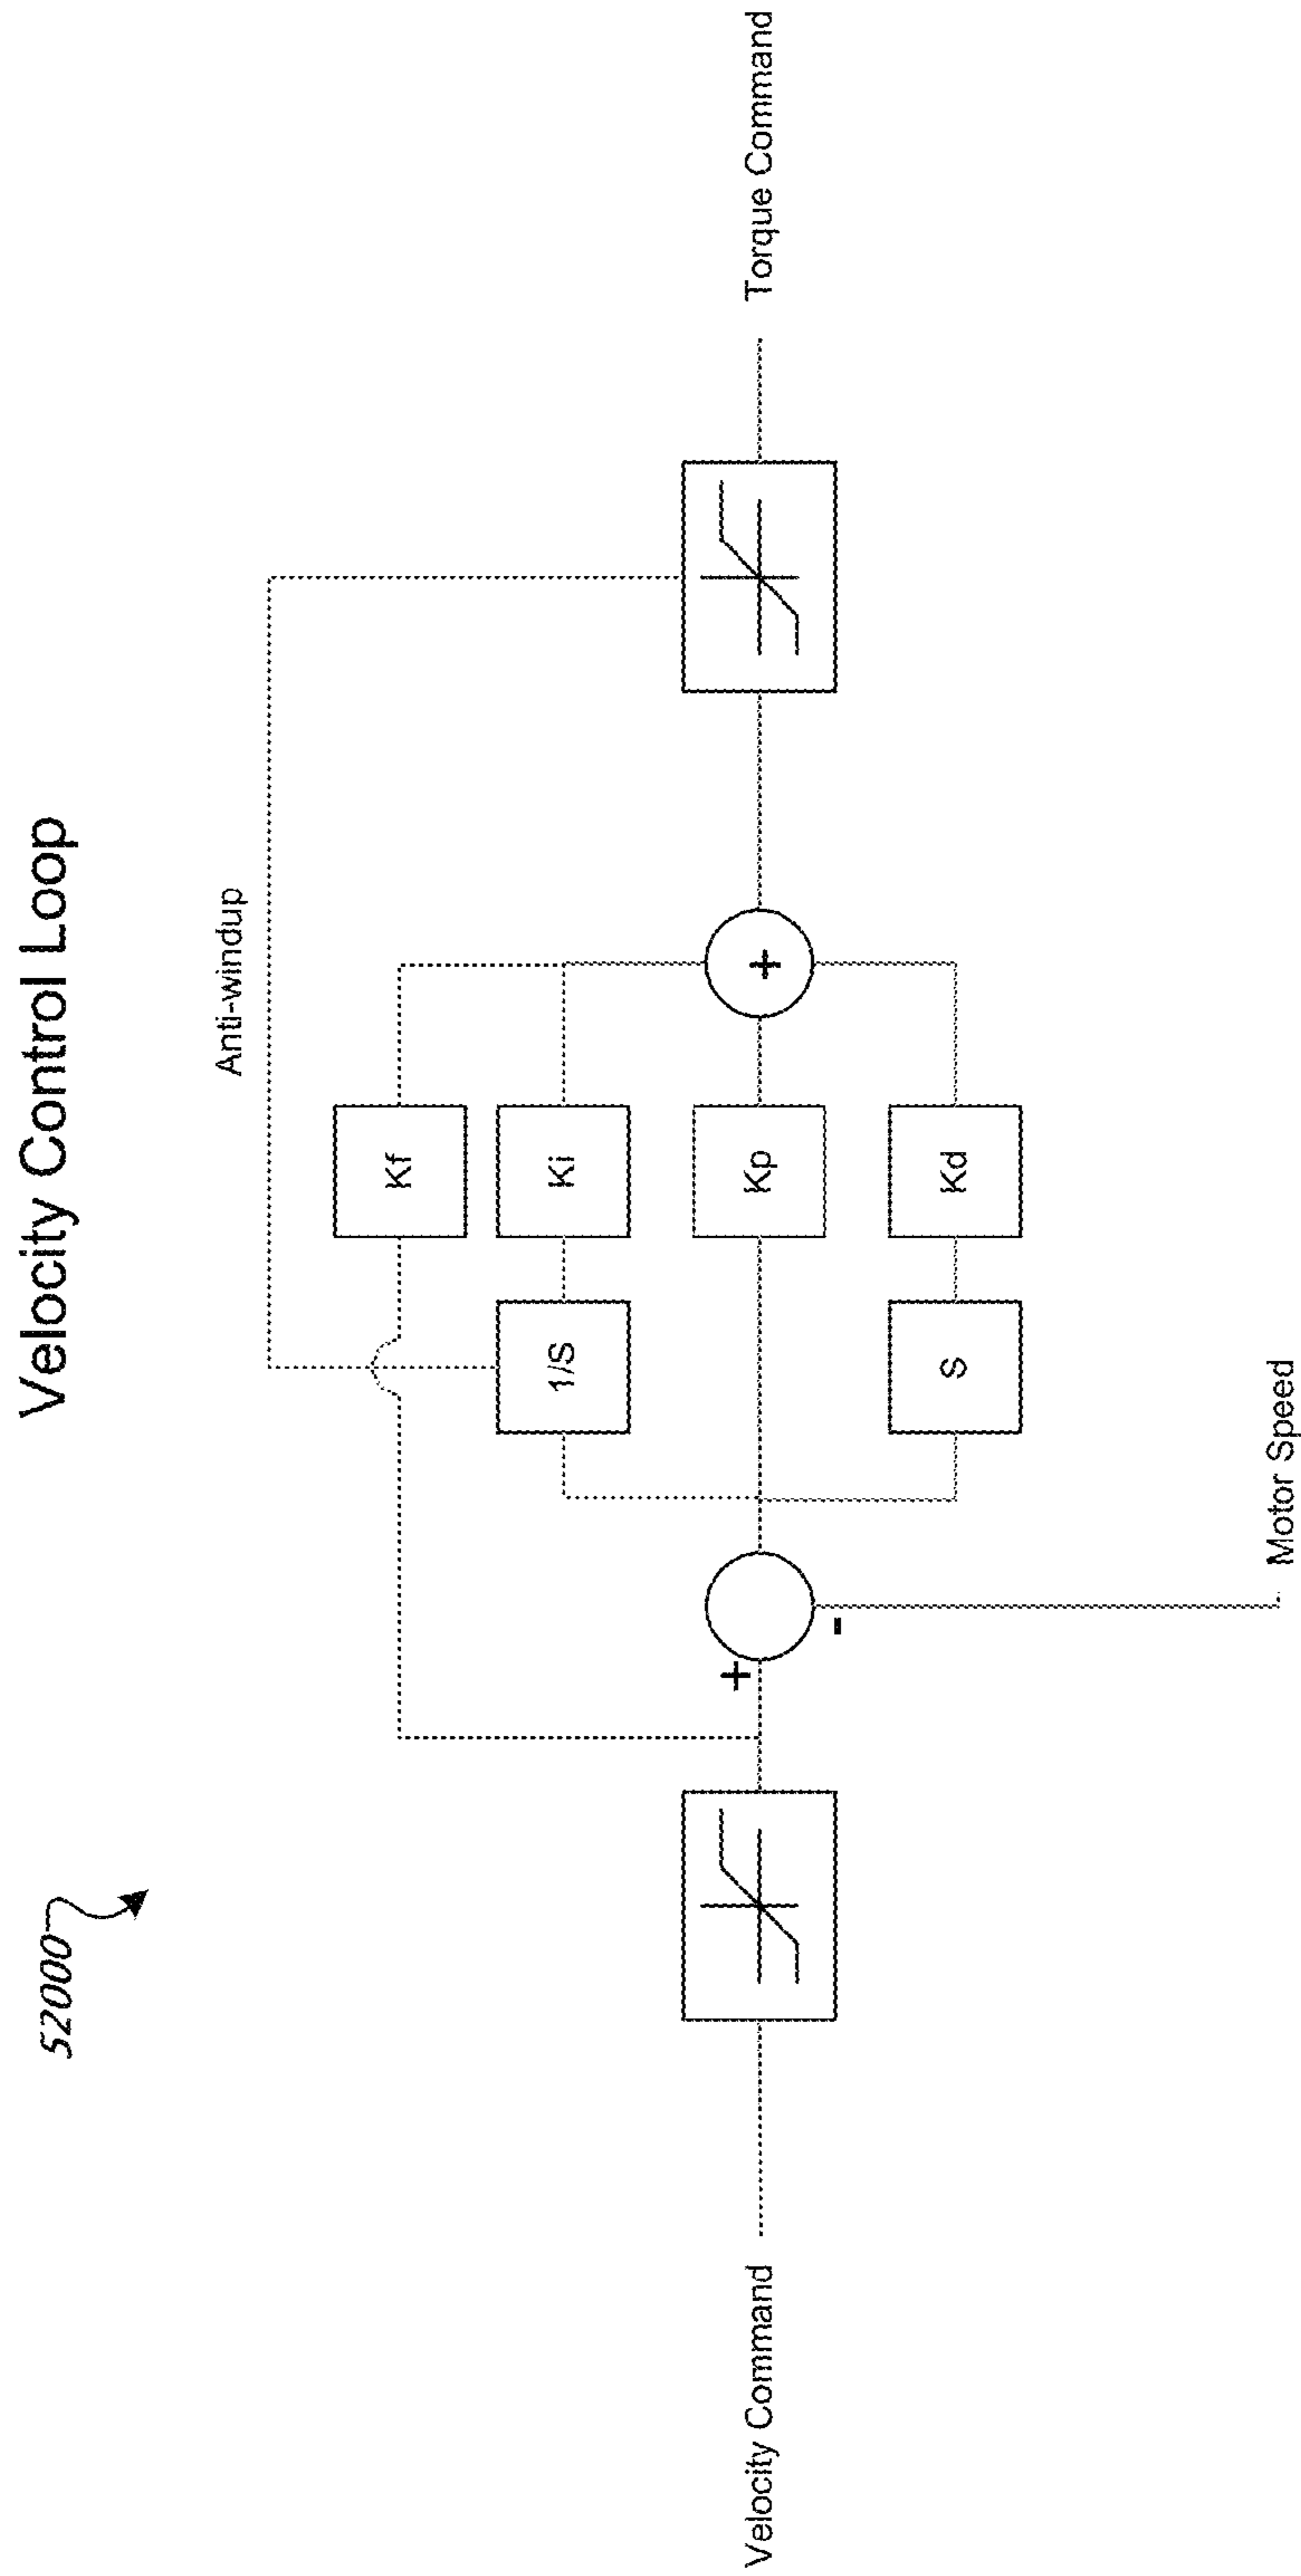 Velocity Control Loop
52000
Anti-windup
Kf
1/S
Ki
+
Kp
+
-
S
Kd
Velocity Command
Torque Command
Motor Speed